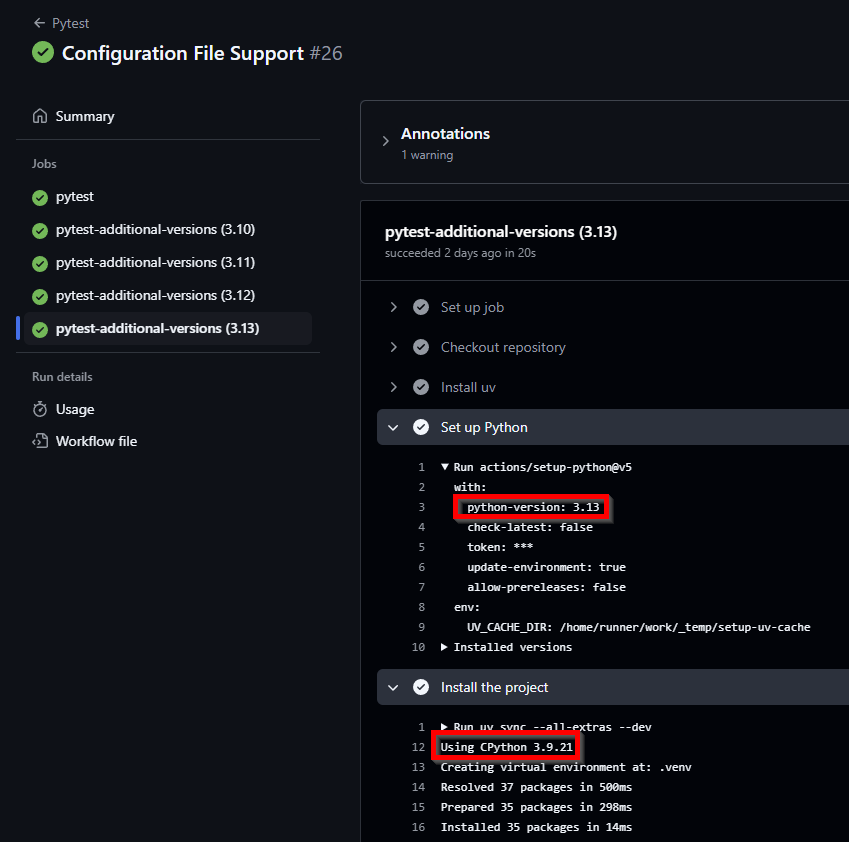 ← Pytest
Configuration File Support #26
Summary
Jobs
pytest
pytest-additional-versions (3.10)
pytest-additional-versions (3.11)
pytest-additional-versions (3.12)
pytest-additional-versions (3.13)
Run details
Usage
Workflow file
Annotations
1 warning
pytest-additional-versions (3.13)
succeeded 2 days ago in 20s
Set up job
Checkout repository
Install uv
Set up Python
1 ▼ Run actions/setup-python@v5
2 with:
3 python-version: 3.13
4 check-latest: false
5 token: ***
6 update-environment: true
7 allow-prereleases: false
8 env:
9 UV_CACHE_DIR: /home/runner/work/_temp/setup-uv-cache
10 ▶ Installed versions
Install the project
1 ▶ Run uv sync --all-extras --dev
12 Using CPython 3.9.21
13 Creating virtual environment at: .venv
14 Resolved 37 packages in 500ms
15 Prepared 35 packages in 298ms
16 Installed 35 packages in 14ms